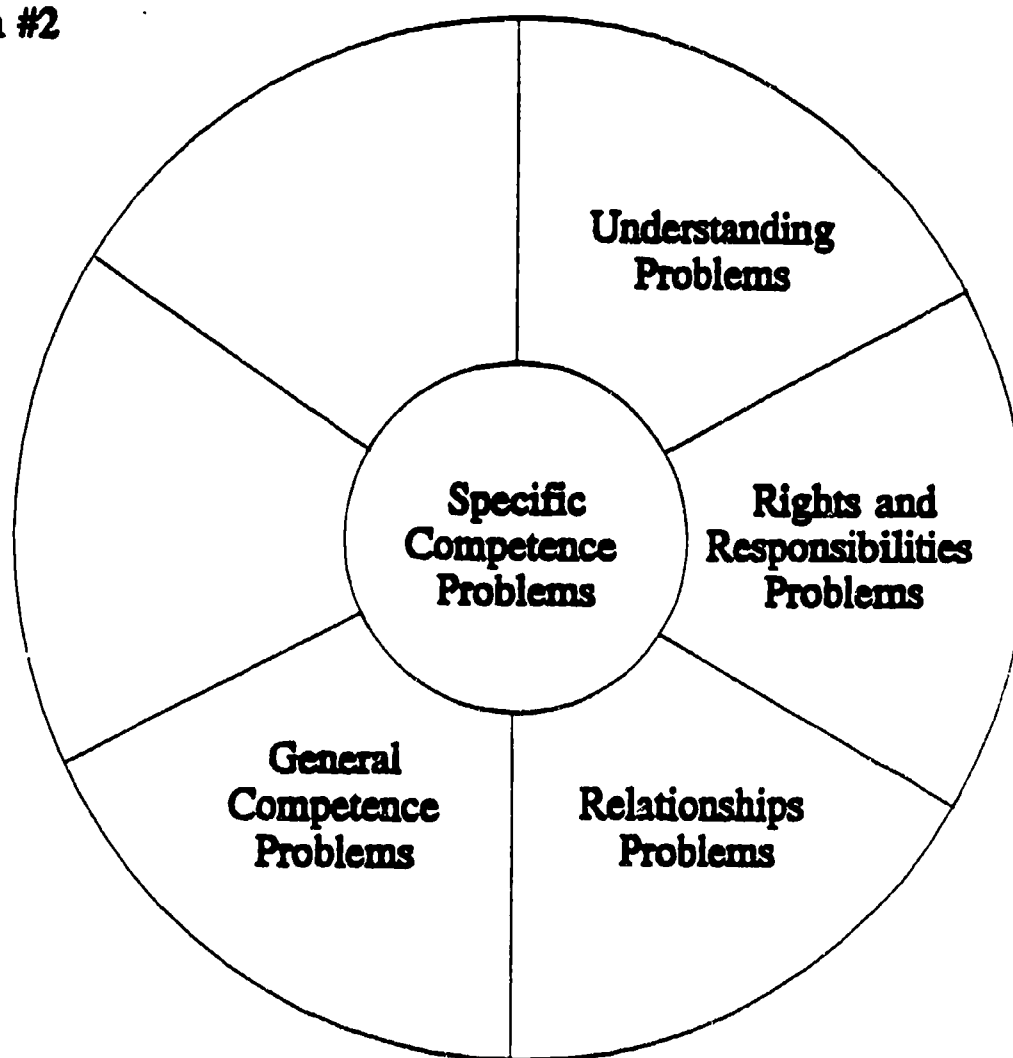 #2
Understanding
Problems
Specific
Competence
Problems
Rights and
Responsibilities
Problems
General
Competence
Problems
Relationships
Problems